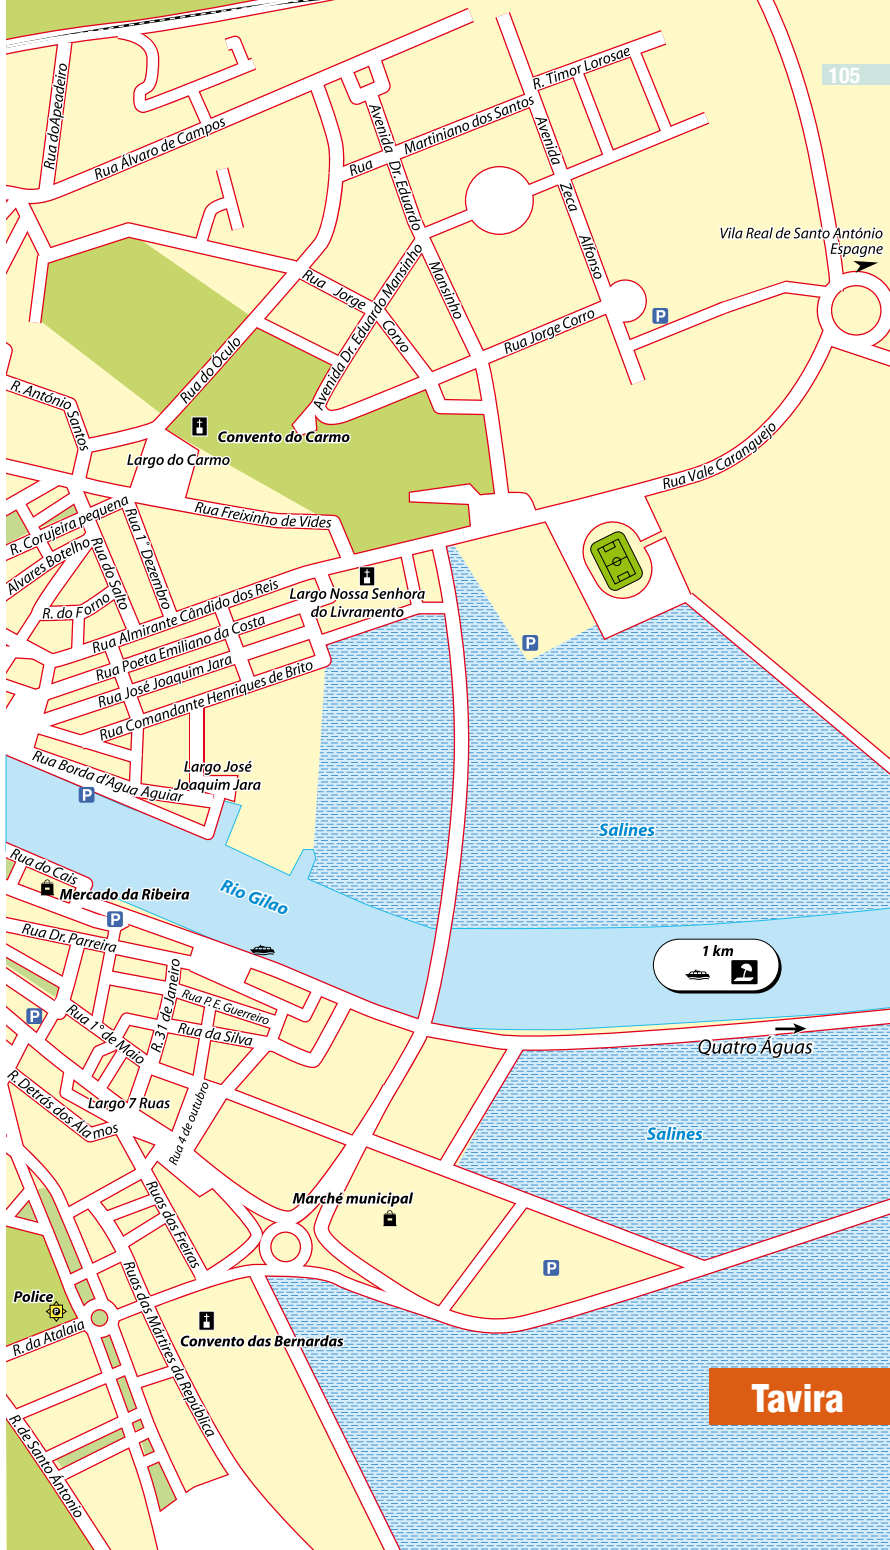 105
Rua doApeadeiro
Rua Álvaro de Campos
R. Timor Lorosae
Rua Martiniano dos Santos
Avenida Dr. Eduardo Mansinho
Avenida Zeca Alfonso
Vila Real de Santo António
Espagne
Rua Jorge Corvo
Avenida Dr. Eduardo Mansinho
Rua Jorge Corro
P
Rua do Óculo
R. António Santos
Convento do Carmo
Largo do Carmo
Rua Vale Caranguejo
Rua Freixinho de Vides
R. Corujeira pequena
Rua 1° Dezembro
Alvares Botelho
Rua do Salto
R. do Forno
Largo Nossa Senhora
do Livramento
Rua Almirante Cândido dos Reis
Rua Poeta Emiliano da Costa
Rua José Joaquim Jara
Rua Comandante Henriques de Brito
P
Largo José
Joaquim Jara
Rua Borda d'Agua Aguiar
P
Salines
Rua do Cais
Mercado da Ribeira
Rio Gilao
P
Rua Dr. Parreira
1 km
R. 31 de Janeiro
Rua P. E. Guerreiro
P
Rua 1° de Maio
Rua da Silva
Quatro Águas
R. Detrás dos Álamos
Largo 7 Ruas
Rua 4 de outubro
Salines
Ruas das Freiras
Marché municipal
P
Ruas das Mártires da República
Police
P
R. da Atalaia
Convento das Bernardas
Tavira
R. de Santo Ántonio